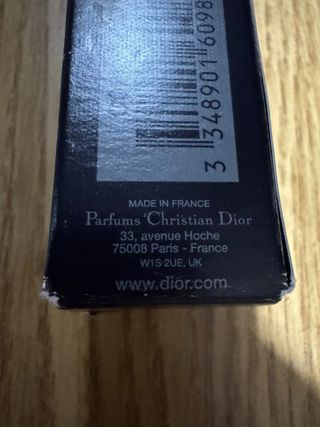 3 348901 6098
MADE IN FRANCE
Parfums Christian Dior
33, avenue Hoche
75008 Paris - France
W1S 2UE, UK
www.dior.com